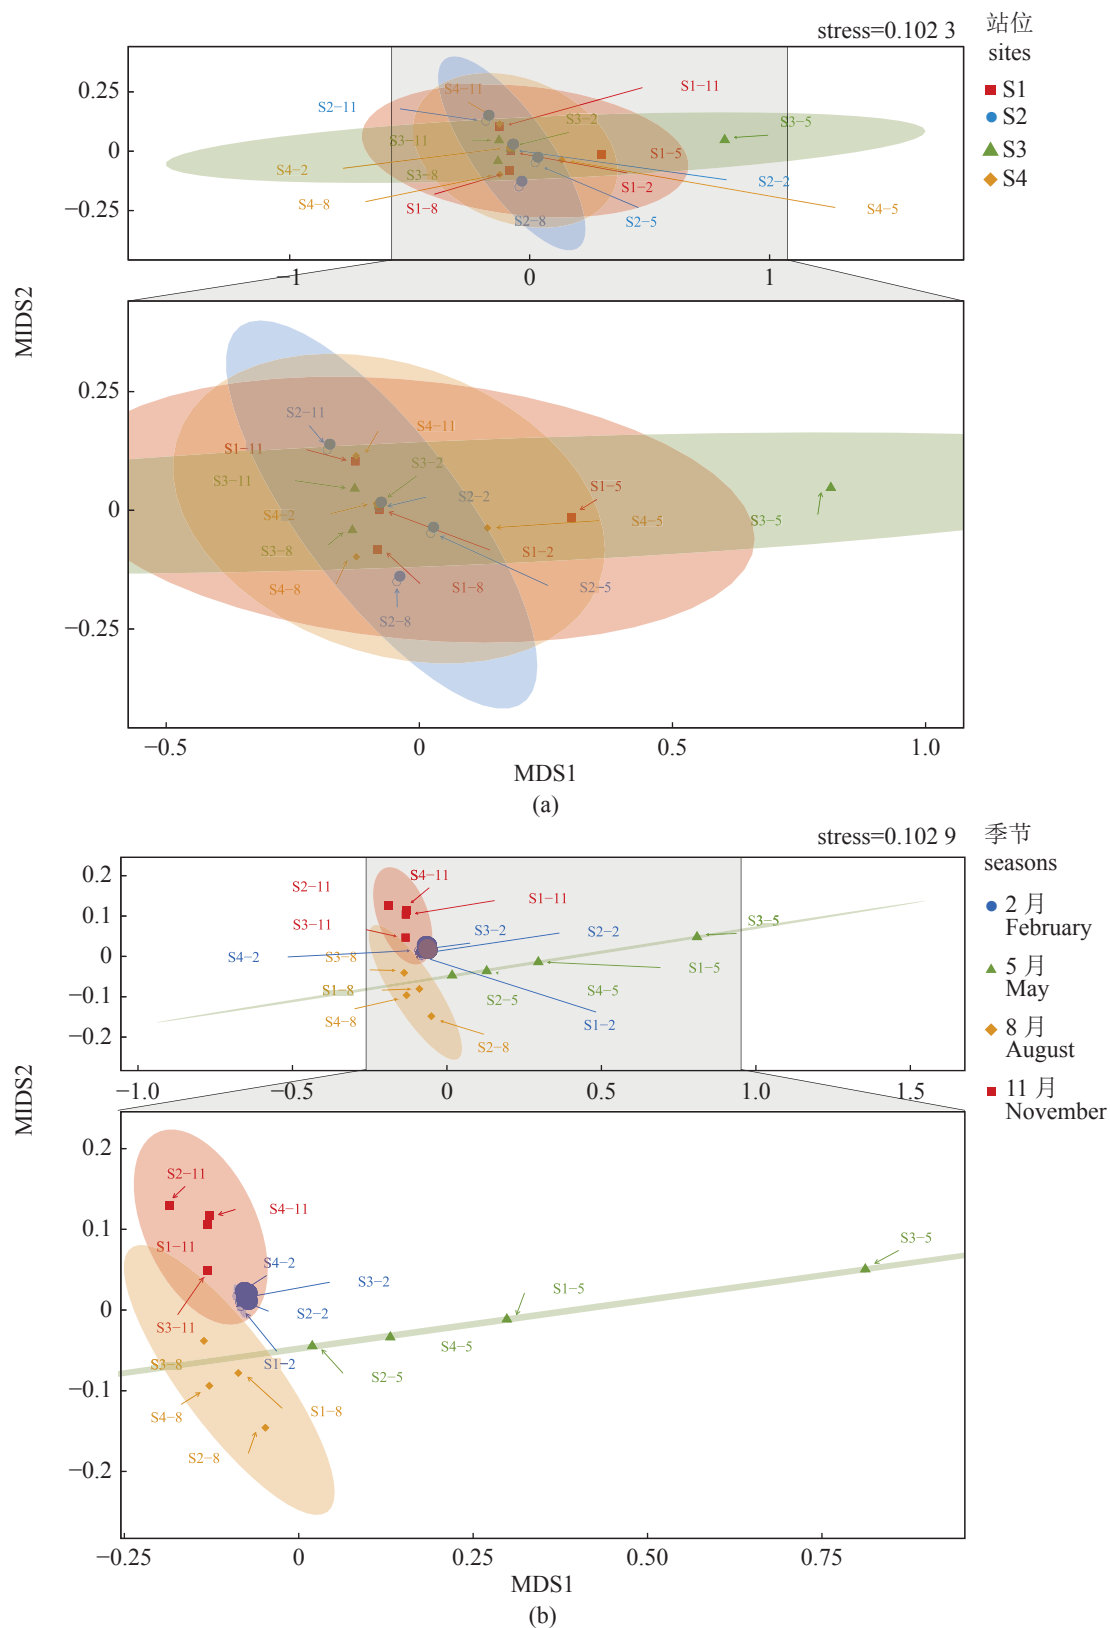 stress=0.102 3
站位
sites
S1
S2
S3
S4
0.25
0
−0.25
S4−11
S1−11
S2−11
S3−2
S3−5
S3−11
S1−5
S4−2
S3−8
S1−2
S2−2
S4−8
S1−8
S2−8
S2−5
S4−5
−1
0
1
MIDS2
0.25
0
−0.25
S2−11
S4−11
S1−11
S3−2
S3−11
S2−2
S1−5
S4−2
S4−5
S3−5
S3−8
S1−2
S4−8
S1−8
S2−5
S2−8
−0.5
0
0.5
1.0
MDS1
(a)
stress=0.102 9
季节
seasons
2 月
February
5 月
May
8 月
August
11 月
November
0.2
0.1
0
−0.1
−0.2
S4−11
S2−11
S1−11
S3−11
S3−2
S2−2
S3−5
S4−2
S3−8
S1−5
S1−8
S2−5
S4−5
S4−8
S1−2
S2−8
−1.0
−0.5
0
0.5
1.0
1.5
MIDS2
0.2
0.1
0
−0.1
−0.2
S2−11
S4−11
S1−11
S4−2
S3−5
S3−2
S1−5
S2−2
S3−11
S4−5
S3−8
S1−2
S2−5
S4−8
S1−8
S2−8
−0.25
0
0.25
0.50
0.75
MDS1
(b)